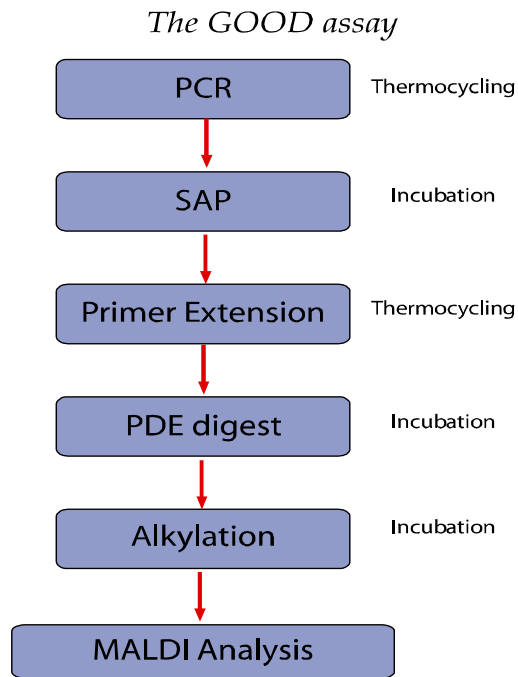 The GOOD assay
PCR
Thermocycling
SAP
Incubation
Primer Extension
Thermocycling
PDE digest
Incubation
Alkylation
Incubation
MALDI Analysis